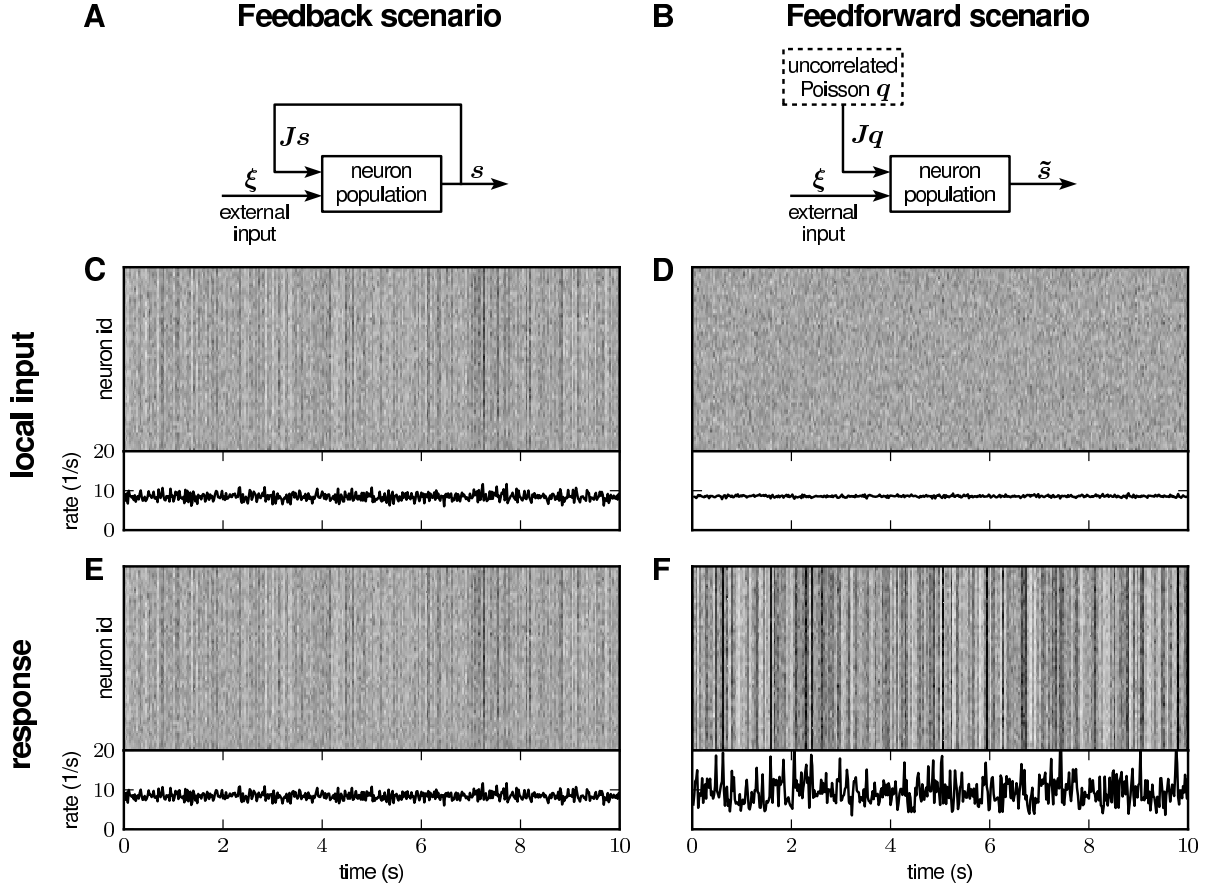 A Feedback scenario
B Feedforward scenario
Js
ξ
external
input
neuron
population
s
uncorrelated
Poisson q
Jq
ξ
external
input
neuron
population
s̃
local input
C
neuron id
rate (1/s)
20
10
0
D
response
E
neuron id
rate (1/s)
20
10
0
0 2 4 6 8 10
time (s)
F
0 2 4 6 8 10
time (s)